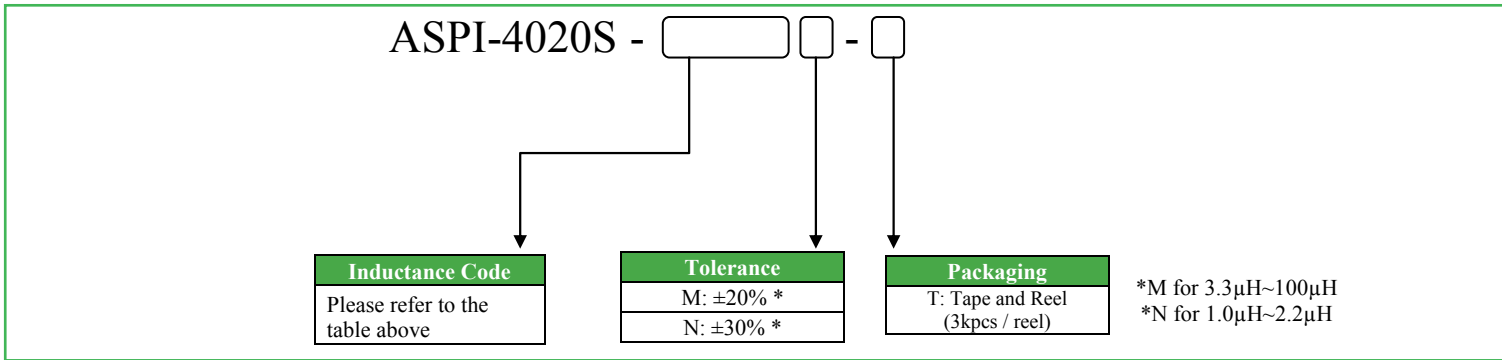 ASPI-4020S -  -
Inductance Code
Please refer to the
table above
Tolerance
M: ±20% *
N: ±30% *
Packaging
T: Tape and Reel
(3kpcs / reel)
*M for 3.3µH~100µH
*N for 1.0µH~2.2µH